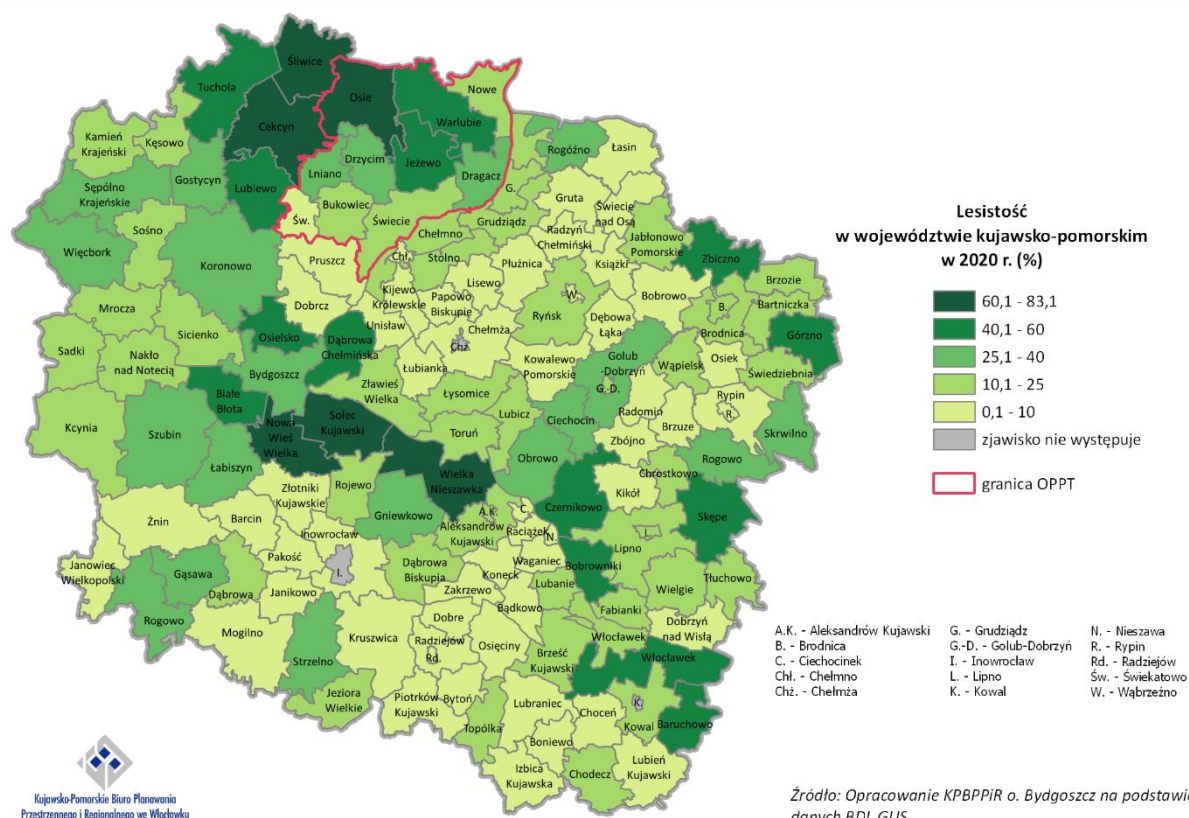 Śliwice
Tuchola
Osie
Nowe
Cekcyn
Warlubie
Kamień
Krajeński
Kęsowo
Rogóźno
Łasin
Drzycim
Jeżewo
Lniano
Dragacz
Sępólno
Krajeńskie
Gostycyn
Lubiewo
G.
Gruta
Świecie
nad Osą
Św.
Bukowiec
Świecie
Grudziądz
Radzyń
Chełmiński
Jabłonowo
Pomorskie
Zbiczno
Sośno
Chełmno
Więcbork
Koronowo
Pruszcz
Chł.
Stolno
Płużnica
Książki
Brzozie
Mrocza
Dobrcz
Kijewo
Królewskie
Papowo
Biskupie
Lisewo
W.
Bobrowo
B.
Bartniczka
Unisław
Chełmża
Ryńsk
Dębowa
Łąka
Brodnica
Górzno
Sadki
Sicienko
Osielsko
Dąbrowa
Chełmińska
Chż.
Nakło
nad Notecią
Golub
-Dobrzyń
Wąpielsk
Osiek
Świedziebnia
Bydgoszcz
Łubianka
Kowalewo
Pomorskie
G.-D.
Rypin
R.
Białe
Błota
Zławieś
Wielka
Łysomice
Lubicz
Ciechocin
Radomin
Brzuze
Kcynia
Szubin
Nowa
Wieś
Wielka
Solec
Kujawski
Toruń
Zbójno
Skrwilno
Łabiszyn
Wielka
Nieszawka
Obrowo
Rogowo
Złotniki
Kujawskie
Rojewo
Czernikowo
Kikół
Chrostkowo
Żnin
Barcin
Inowrocław
Gniewkowo
A.K.
Aleksandrów
Kujawski
C.
Raciążek
N.
Skępe
L.
Janowiec
Wielkopolski
Gąsawa
Pakość
I.
Dąbrowa
Biskupia
Koneck
Waganiec
Bobrowniki
Lipno
Tłuchowo
Dąbrowa
Janikowo
Zakrzewo
Lubanie
Wielgie
Rogowo
Mogilno
Kruszwica
Dobre
Bądkowo
Fabianki
Dobrzyń
nad Wisłą
Strzelno
Radziejów
Rd.
Osięciny
Brześć
Kujawski
Włocławek
Włocławek
Jeziora
Wielkie
Piotrków
Kujawski
Bytoń
Topólka
Lubraniec
Choceń
K.
Kowal
Baruchowo
Boniewo
Izbica
Kujawska
Chodecz
Lubień
Kujawski
Lesistość
w województwie kujawsko-pomorskim
w 2020 r. (%)
60,1 - 83,1
40,1 - 60
25,1 - 40
10,1 - 25
0,1 - 10
zjawisko nie występuje
granica OPPT
A.K. - Aleksandrów Kujawski
B. - Brodnica
C. - Ciechocinek
Chł. - Chełmno
Chż. - Chełmża
G. - Grudziądz
G.-D. - Golub-Dobrzyń
I. - Inowrocław
L. - Lipno
K. - Kowal
N. - Nieszawa
R. - Rypin
Rd. - Radziejów
Św. - Świekatowo
W. - Wąbrzeźno
Kujawsko-Pomorskie Biuro Planowania
Przestrzennego i Regionalnego we Włocławku
Źródło: Opracowanie KPBPPiR o. Bydgoszcz na podstawie
danych BDL GUS